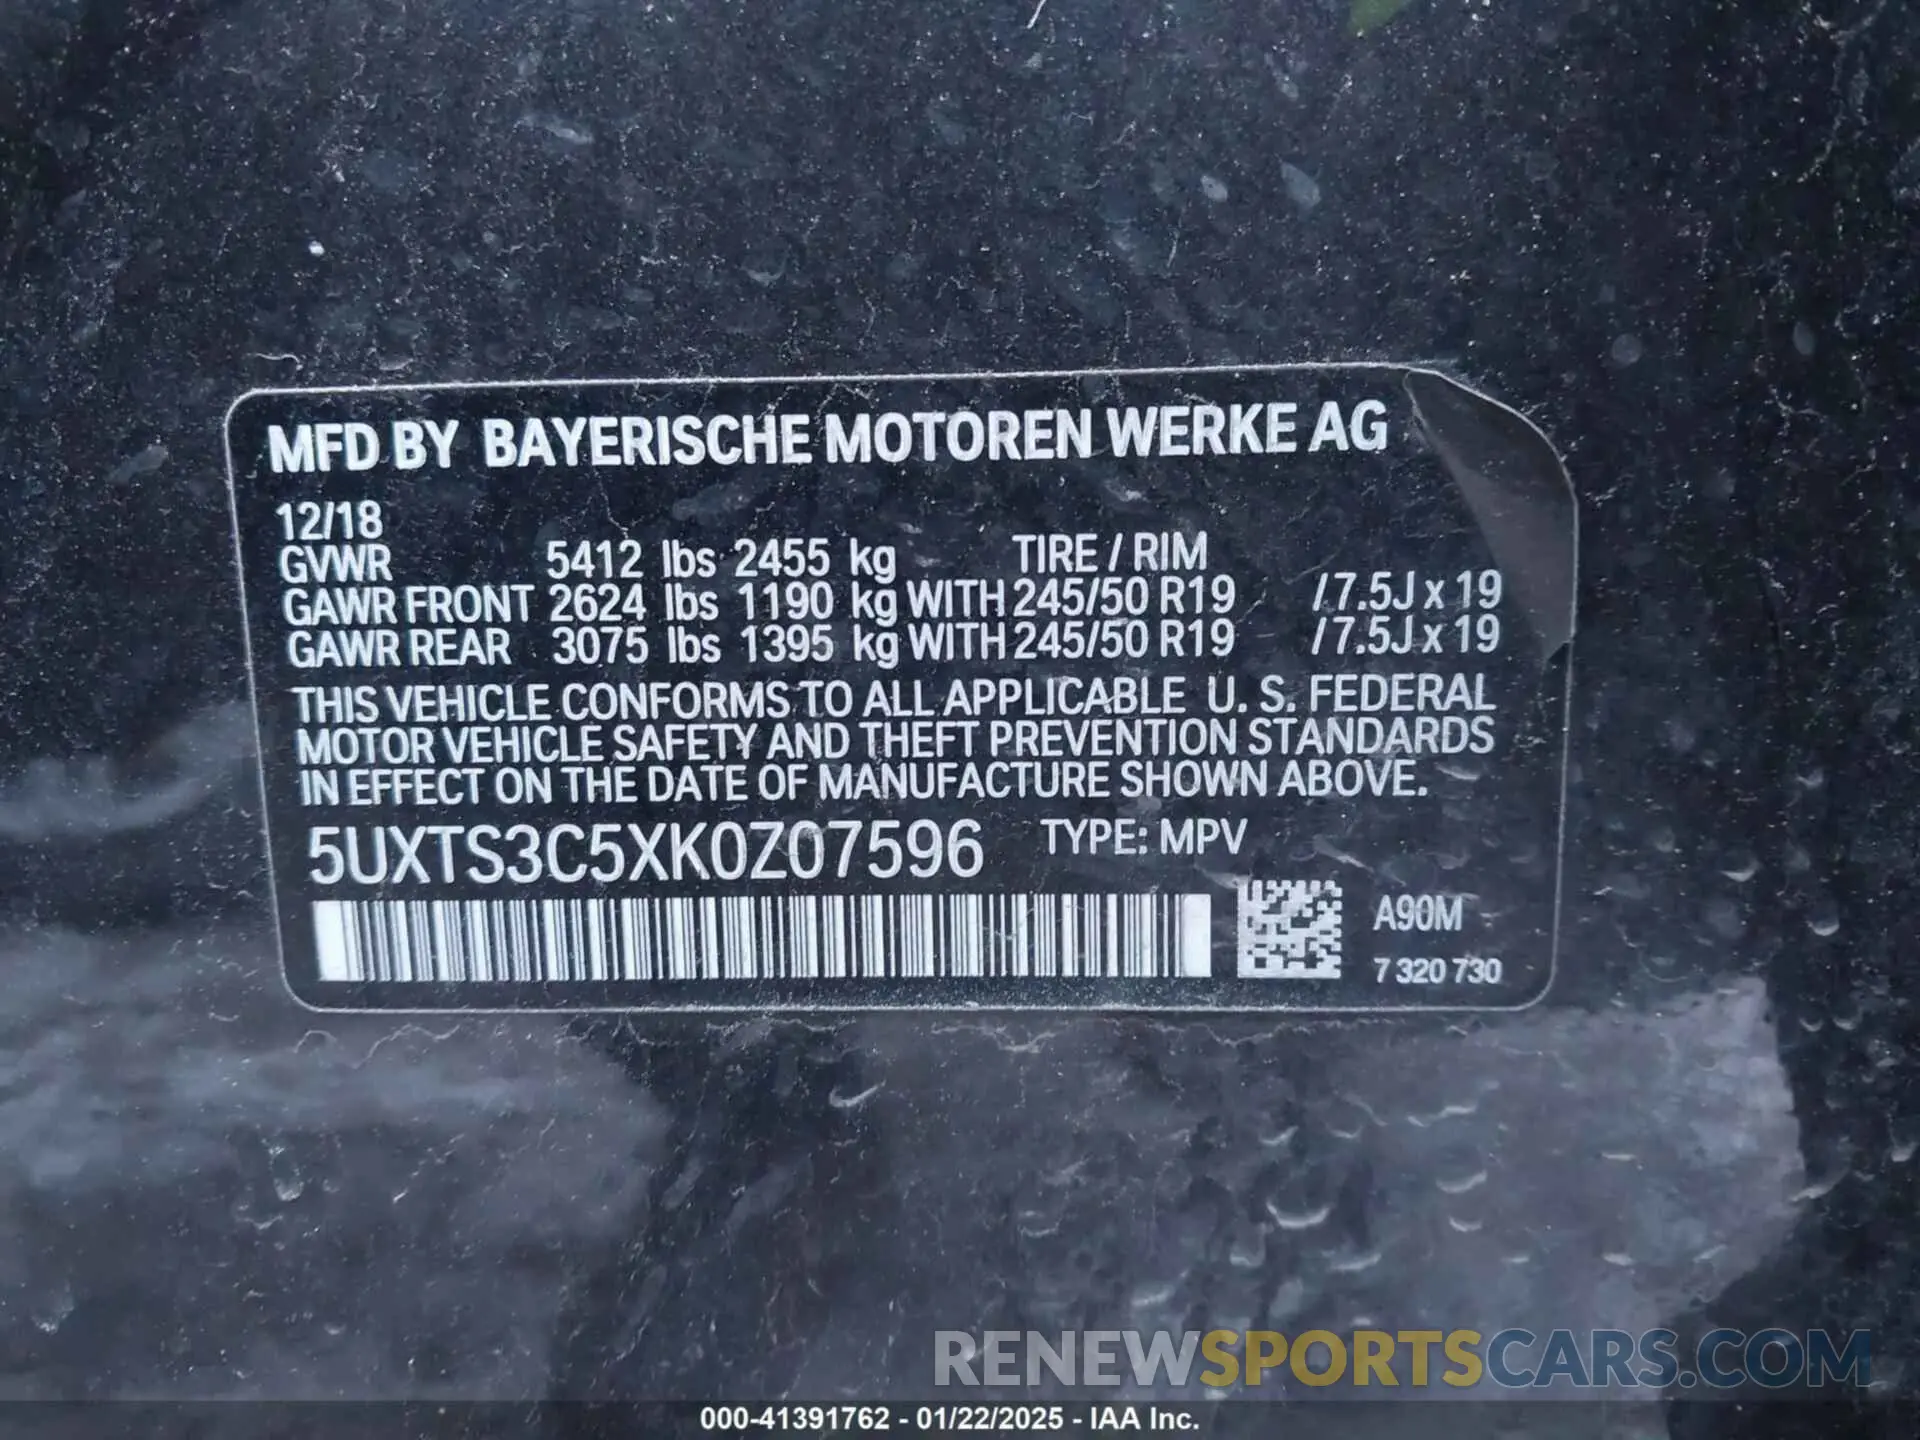 MFD BY BAYERISCHE MOTOREN WERKE AG
12/18
GVWR 5412 lbs 2455 kg TIRE / RIM
GAWR FRONT 2624 lbs 1190 kg WITH 245/50 R19 /7.5J x 19
GAWR REAR 3075 lbs 1395 kg WITH 245/50 R19 /7.5J x 19
THIS VEHICLE CONFORMS TO ALL APPLICABLE U. S. FEDERAL
MOTOR VEHICLE SAFETY AND THEFT PREVENTION STANDARDS
IN EFFECT ON THE DATE OF MANUFACTURE SHOWN ABOVE.
5UXTS3C5XK0Z07596 TYPE: MPV
A90M
7 320 730
RENEWSPORTSCARS.COM
000-41391762 - 01/22/2025 - IAA Inc.